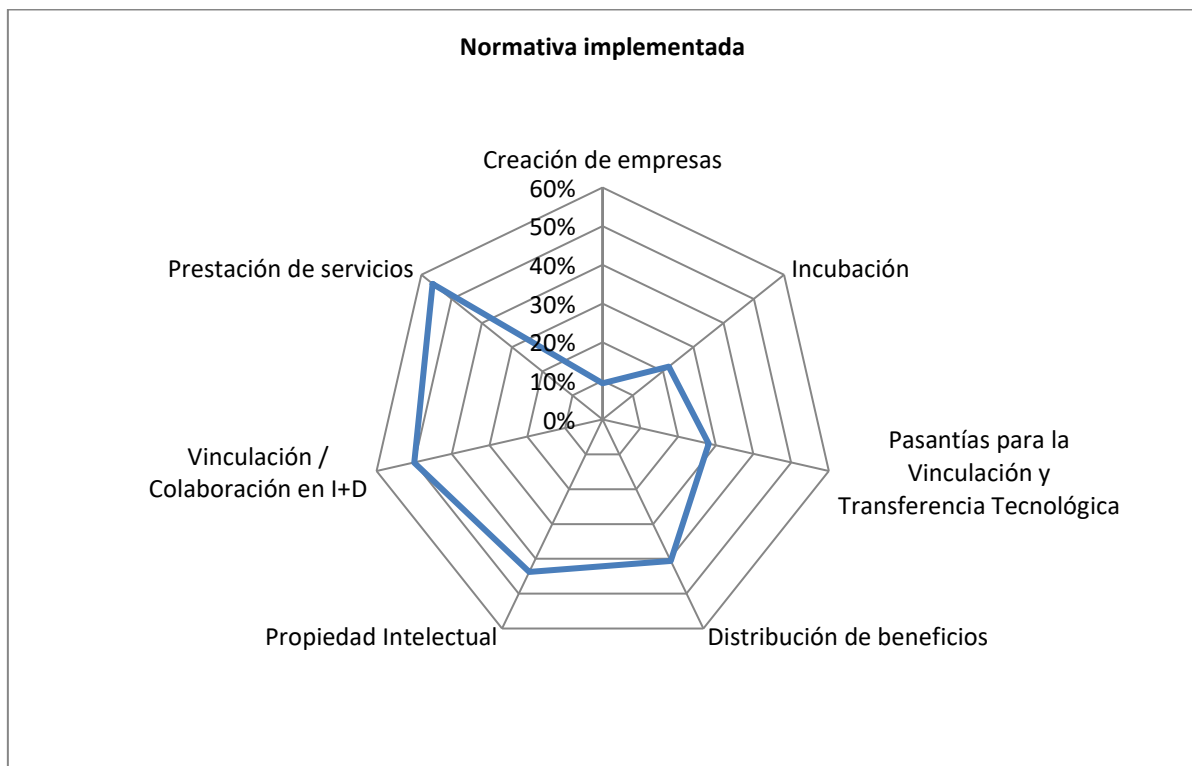 Normativa implementada
Creación de empresas
60%
50%
40%
30%
20%
10%
0%
Incubación
Pasantías para la
Vinculación y
Transferencia Tecnológica
Distribución de beneficios
Propiedad Intelectual
Vinculación /
Colaboración en I+D
Prestación de servicios